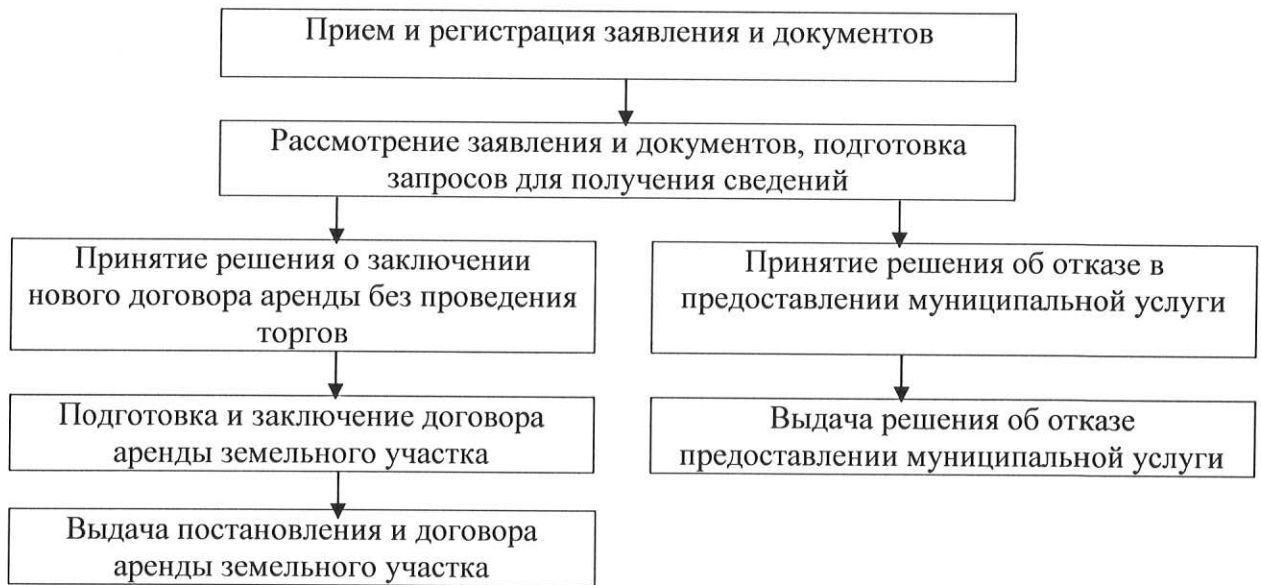 Прием и регистрация заявления и документов
Рассмотрение заявления и документов, подготовка
запросов для получения сведений
Принятие решения о заключении
нового договора аренды без проведения
торгов
Принятие решения об отказе в
предоставлении муниципальной услуги
Подготовка и заключение договора
аренды земельного участка
Выдача решения об отказе
предоставлении муниципальной услуги
Выдача постановления и договора
аренды земельного участка